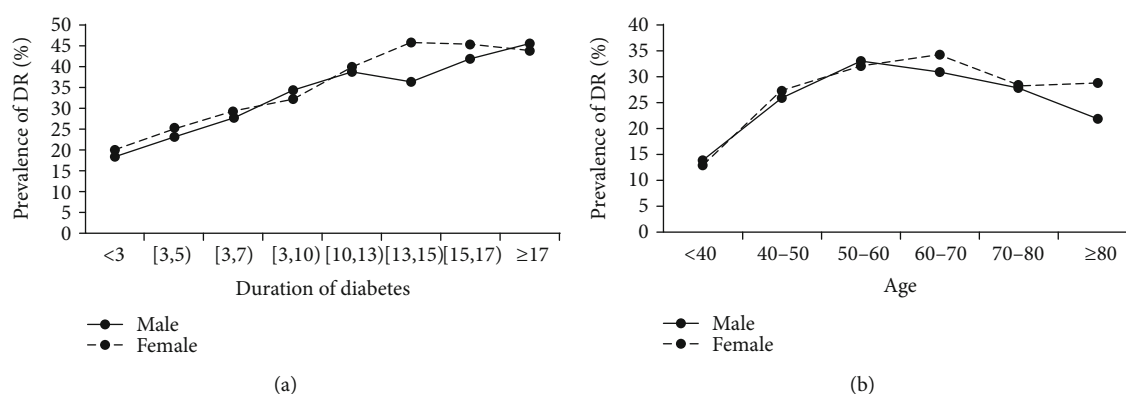 Prevalence of DR (%)
50
45
40
35
30
25
20
15
10
5
0
<3 [3,5) [3,7) [3,10) [10,13) [13,15) [15,17) ≥17
Duration of diabetes
Male
Female
(a)
Prevalence of DR (%)
40
35
30
25
20
15
10
5
0
<40 40–50 50–60 60–70 70–80 ≥80
Age
Male
Female
(b)